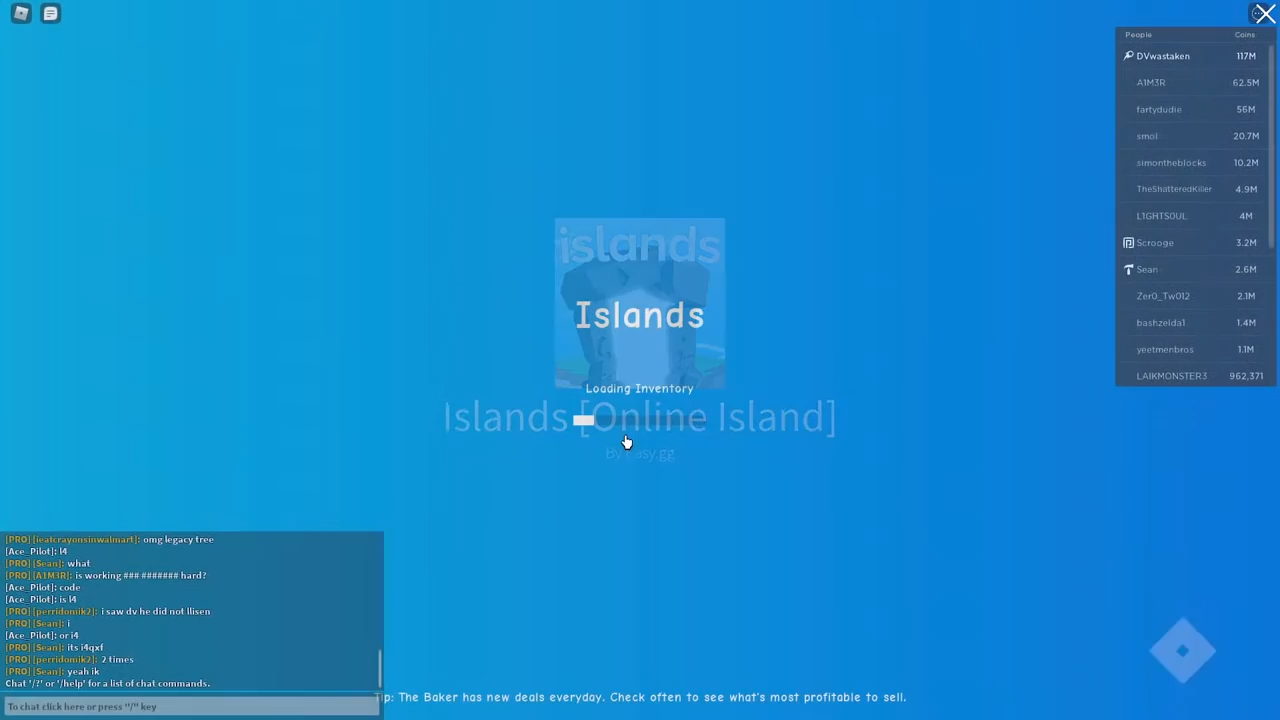 People Coins
DVwastaken 117M
A1M3R 62.5M
fartydudie 56M
smol 20.7M
simontheblocks 10.2M
TheShatteredKiller 4.9M
L1GHTS0UL 4M
Scrooge 3.2M
Sean 2.6M
Zer0_Tw012 2.1M
bashzelda1 1.4M
yeetmenbros 1.1M
LAIKMONSTER3 962,371
islands
Islands
Loading Inventory
Islands [Online Island]
By easy.gg
[PRO] [ieatcrayonsinwalmart]: omg legacy tree
[Ace_Pilot]: l4
[PRO] [Sean]: what
[PRO] [A1M3R]: is working ### ####### hard?
[Ace_Pilot]: code
[Ace_Pilot]: is l4
[PRO] [perridomik2]: i saw dv he did not llisen
[PRO] [Sean]: i
[Ace_Pilot]: or i4
[PRO] [Sean]: its i4qxf
[PRO] [perridomik2]: 2 times
[PRO] [Sean]: yeah ik
Chat '/?' or '/help' for a list of chat commands.
To chat click here or press "/" key
Tip: The Baker has new deals everyday. Check often to see what's most profitable to sell.